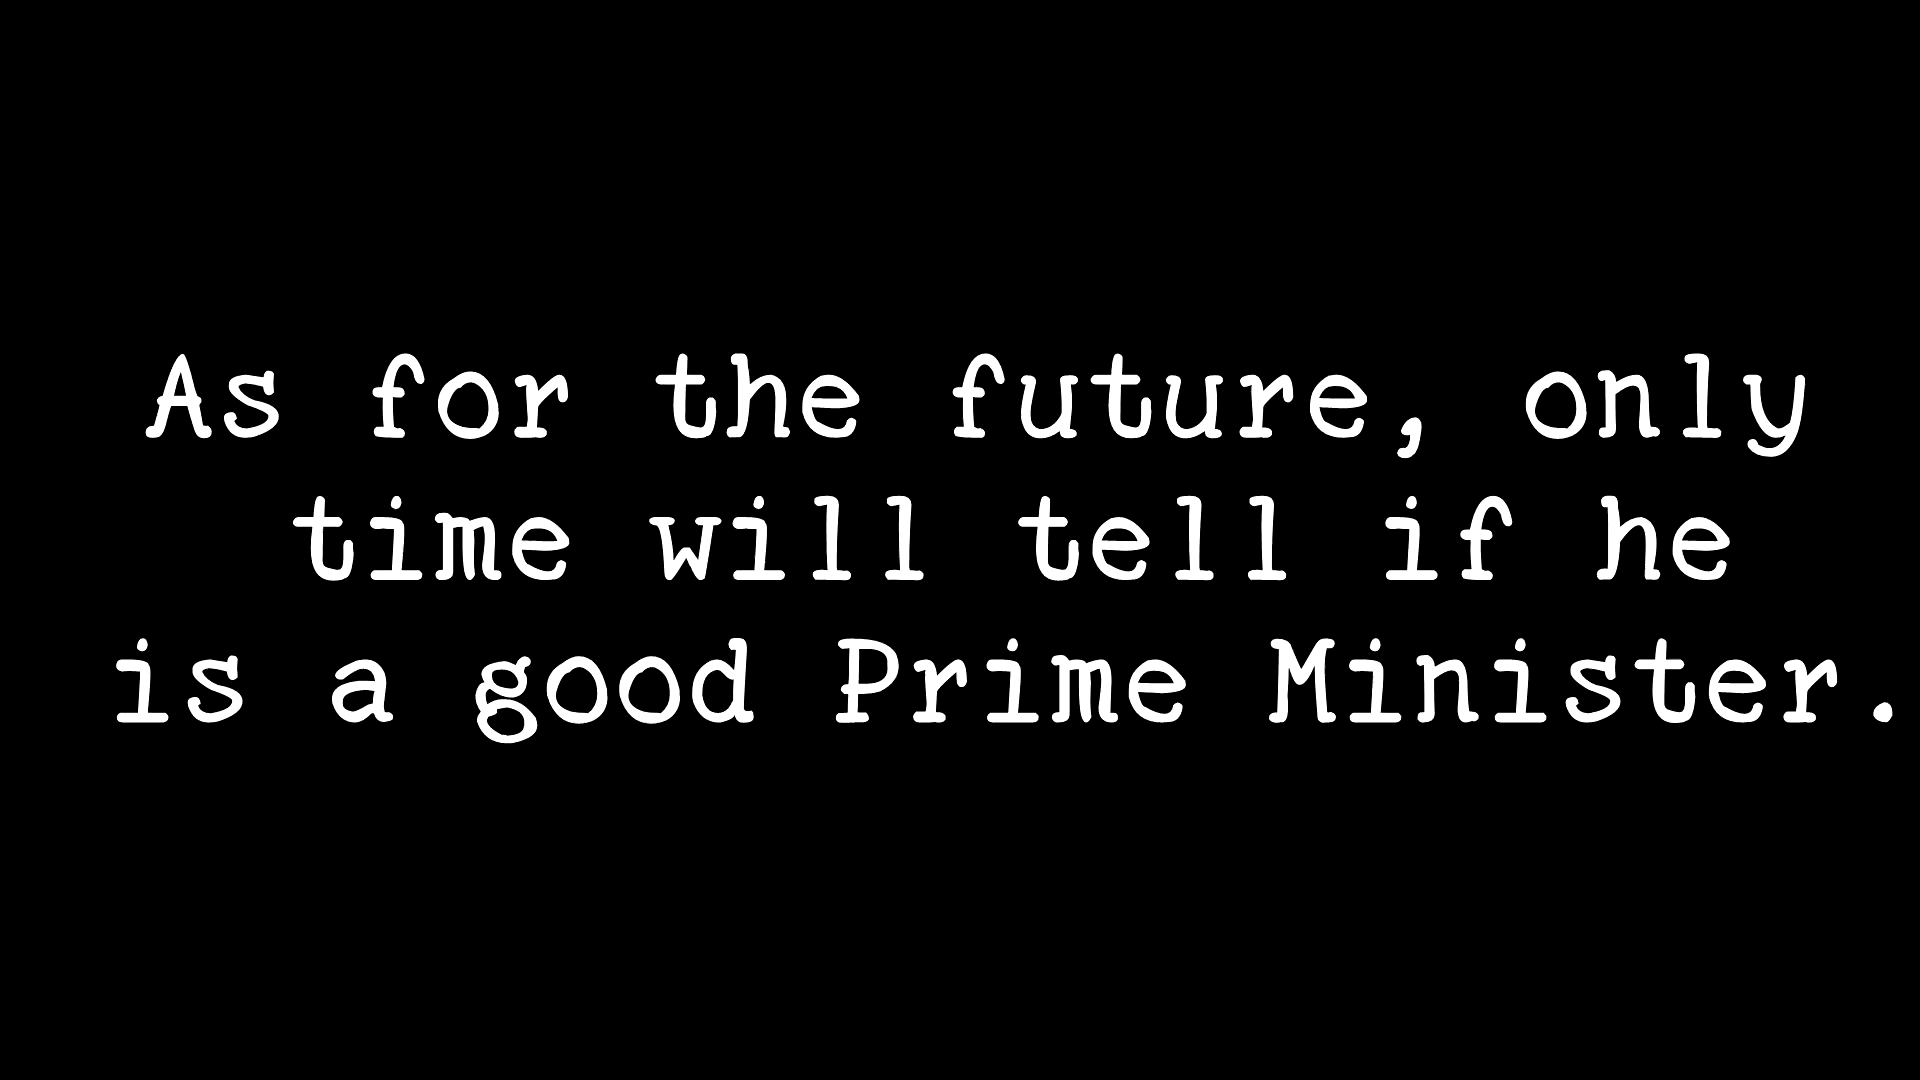 As for the future, only
time will tell if he
is a good Prime Minister.